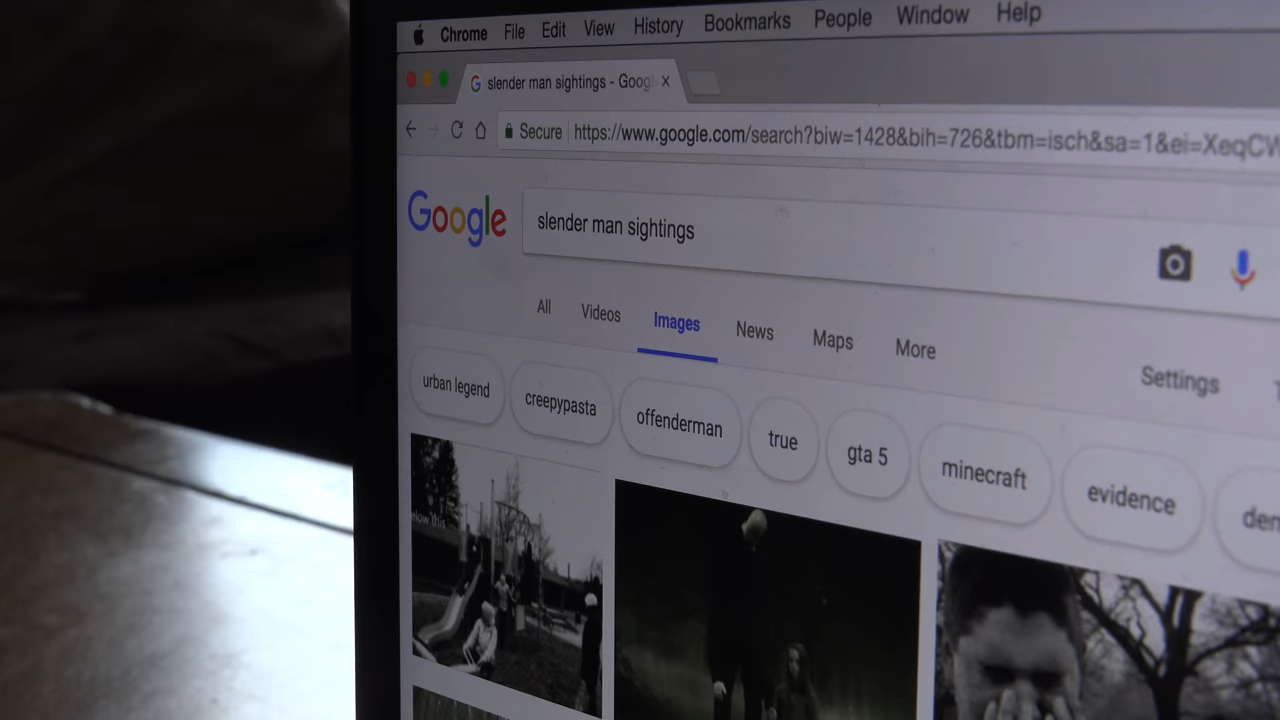 Chrome File Edit View History Bookmarks People Window Help
slender man sightings - Googl ×
Secure https://www.google.com/search?biw=1428&bih=726&tbm=isch&sa=1&ei=XeqCW
Google slender man sightings
All Videos Images News Maps More Settings
urban legend creepypasta offenderman true gta 5 minecraft evidence